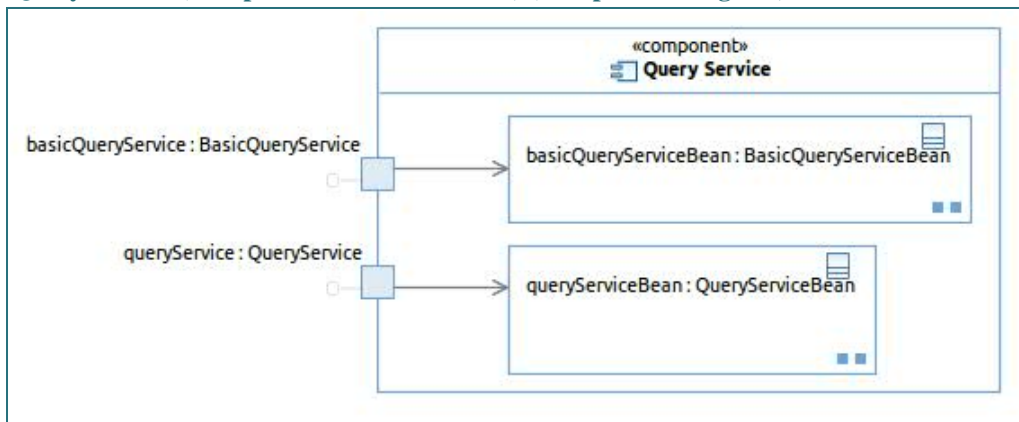 «component»
Query Service
basicQueryService : BasicQueryService
basicQueryServiceBean : BasicQueryServiceBean
queryService : QueryService
queryServiceBean : QueryServiceBean